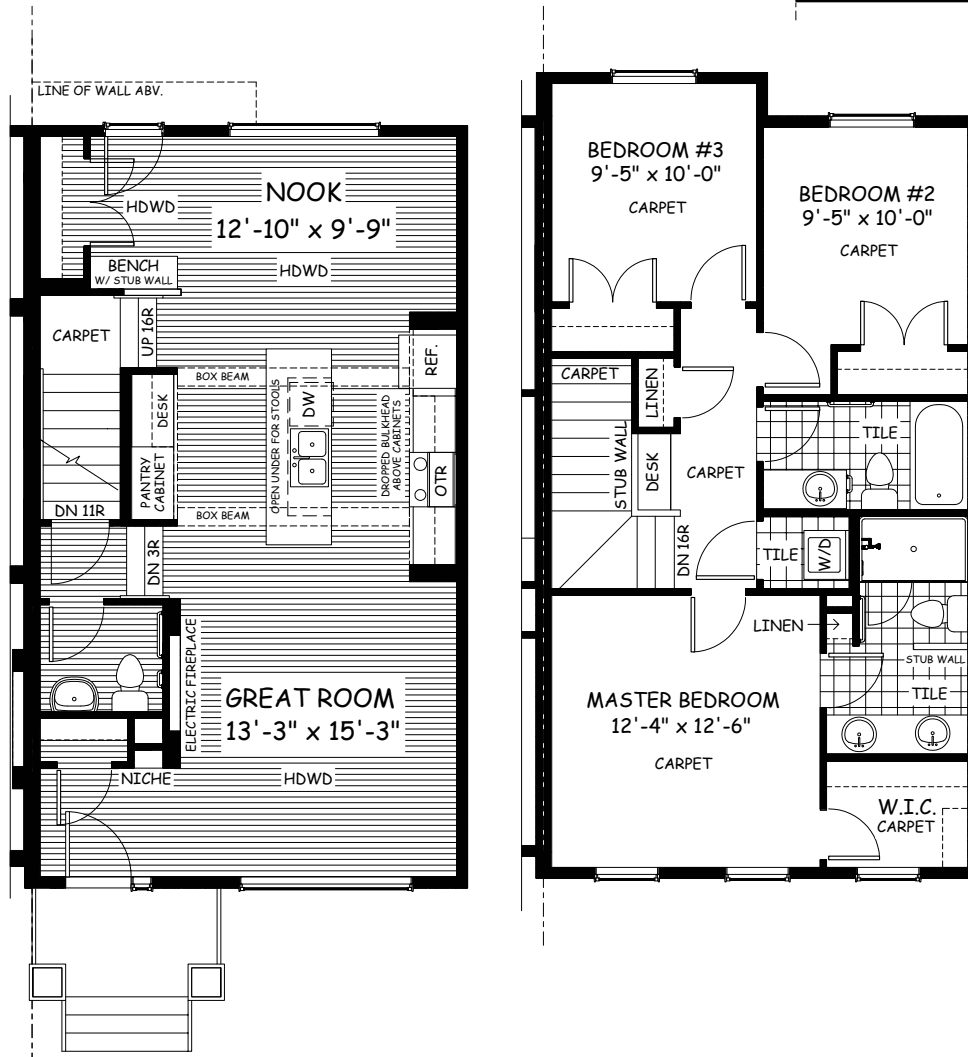 LINE OF WALL ABV.
NOOK
12'-10" x 9'-9"
HDWD
HDWD
BENCH
W/ STUB WALL
CARPET
UP 16R
BOX BEAM
REF.
DESK
PANTRY
CABINET
OPEN UNDER FOR STOOLS
DW
DROPPED BULKHEAD
ABOVE CABINETS
OTR
BOX BEAM
DN 11R
DN 3R
ELECTRIC FIREPLACE
GREAT ROOM
13'-3" x 15'-3"
HDWD
NICHE
BEDROOM #3
9'-5" x 10'-0"
CARPET
BEDROOM #2
9'-5" x 10'-0"
CARPET
CARPET
LINEN
STUB WALL
DESK
CARPET
TILE
DN 16R
TILE
W/D
LINEN
STUB WALL
TILE
MASTER BEDROOM
12'-4" x 12'-6"
CARPET
W.I.C.
CARPET